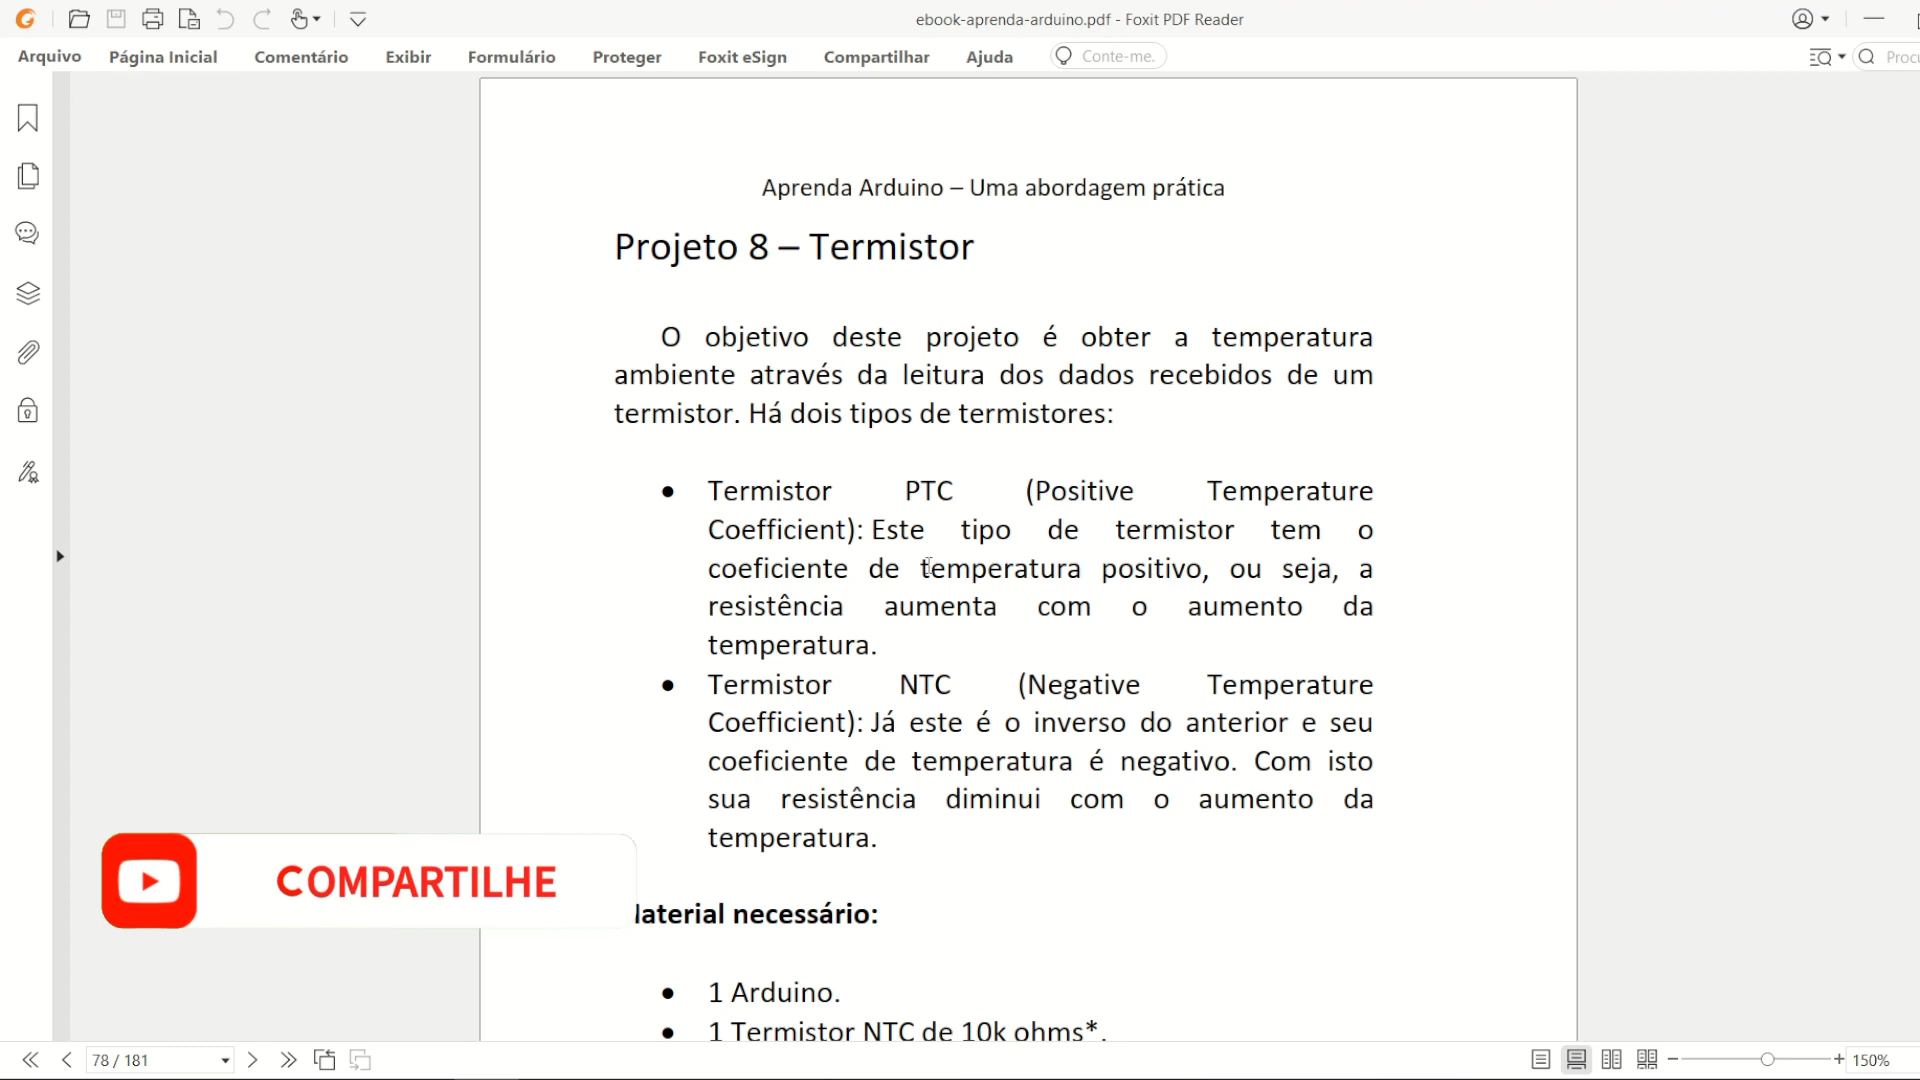 ebook-aprenda-arduino.pdf - Foxit PDF Reader
Arquivo Página Inicial Comentário Exibir Formulário Proteger Foxit eSign Compartilhar Ajuda Conte-me.
Aprenda Arduino – Uma abordagem prática
Projeto 8 – Termistor
O objetivo deste projeto é obter a temperatura
ambiente através da leitura dos dados recebidos de um
termistor. Há dois tipos de termistores:
• Termistor PTC (Positive Temperature
Coefficient): Este tipo de termistor tem o
coeficiente de temperatura positivo, ou seja, a
resistência aumenta com o aumento da
temperatura.
• Termistor NTC (Negative Temperature
Coefficient): Já este é o inverso do anterior e seu
coeficiente de temperatura é negativo. Com isto
sua resistência diminui com o aumento da
temperatura.
COMPARTILHE
necessário:
• 1 Arduino.
• 1 Termistor NTC de 10k ohms*.
78 / 181
150%